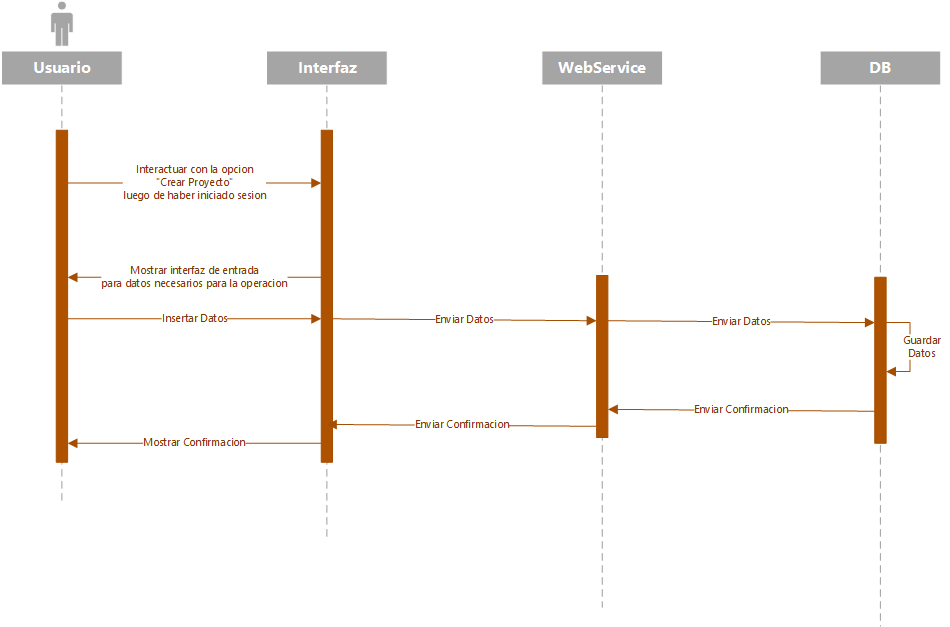 Usuario
Interfaz
WebService
DB
Interactuar con la opcion
"Crear Proyecto"
luego de haber iniciado sesion
Mostrar interfaz de entrada
para datos necesarios para la operacion
Insertar Datos
Enviar Datos
Enviar Datos
Guardar
Datos
Enviar Confirmacion
Enviar Confirmacion
Mostrar Confirmacion